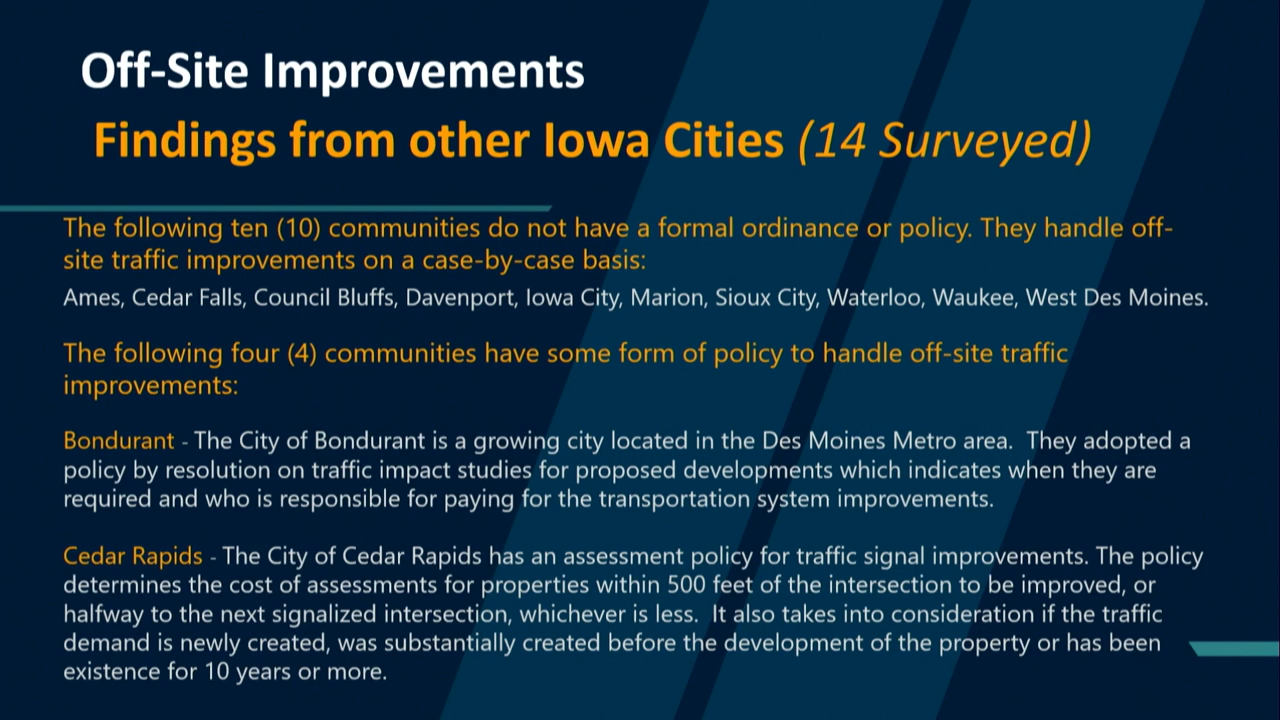 Off-Site Improvements
Findings from other Iowa Cities (14 Surveyed)
The following ten (10) communities do not have a formal ordinance or policy. They handle off-
site traffic improvements on a case-by-case basis:
Ames, Cedar Falls, Council Bluffs, Davenport, Iowa City, Marion, Sioux City, Waterloo, Waukee, West Des Moines.
The following four (4) communities have some form of policy to handle off-site traffic
improvements:
Bondurant - The City of Bondurant is a growing city located in the Des Moines Metro area.  They adopted a
policy by resolution on traffic impact studies for proposed developments which indicates when they are
required and who is responsible for paying for the transportation system improvements.
Cedar Rapids - The City of Cedar Rapids has an assessment policy for traffic signal improvements. The policy
determines the cost of assessments for properties within 500 feet of the intersection to be improved, or
halfway to the next signalized intersection, whichever is less.  It also takes into consideration if the traffic
demand is newly created, was substantially created before the development of the property or has been
existence for 10 years or more.